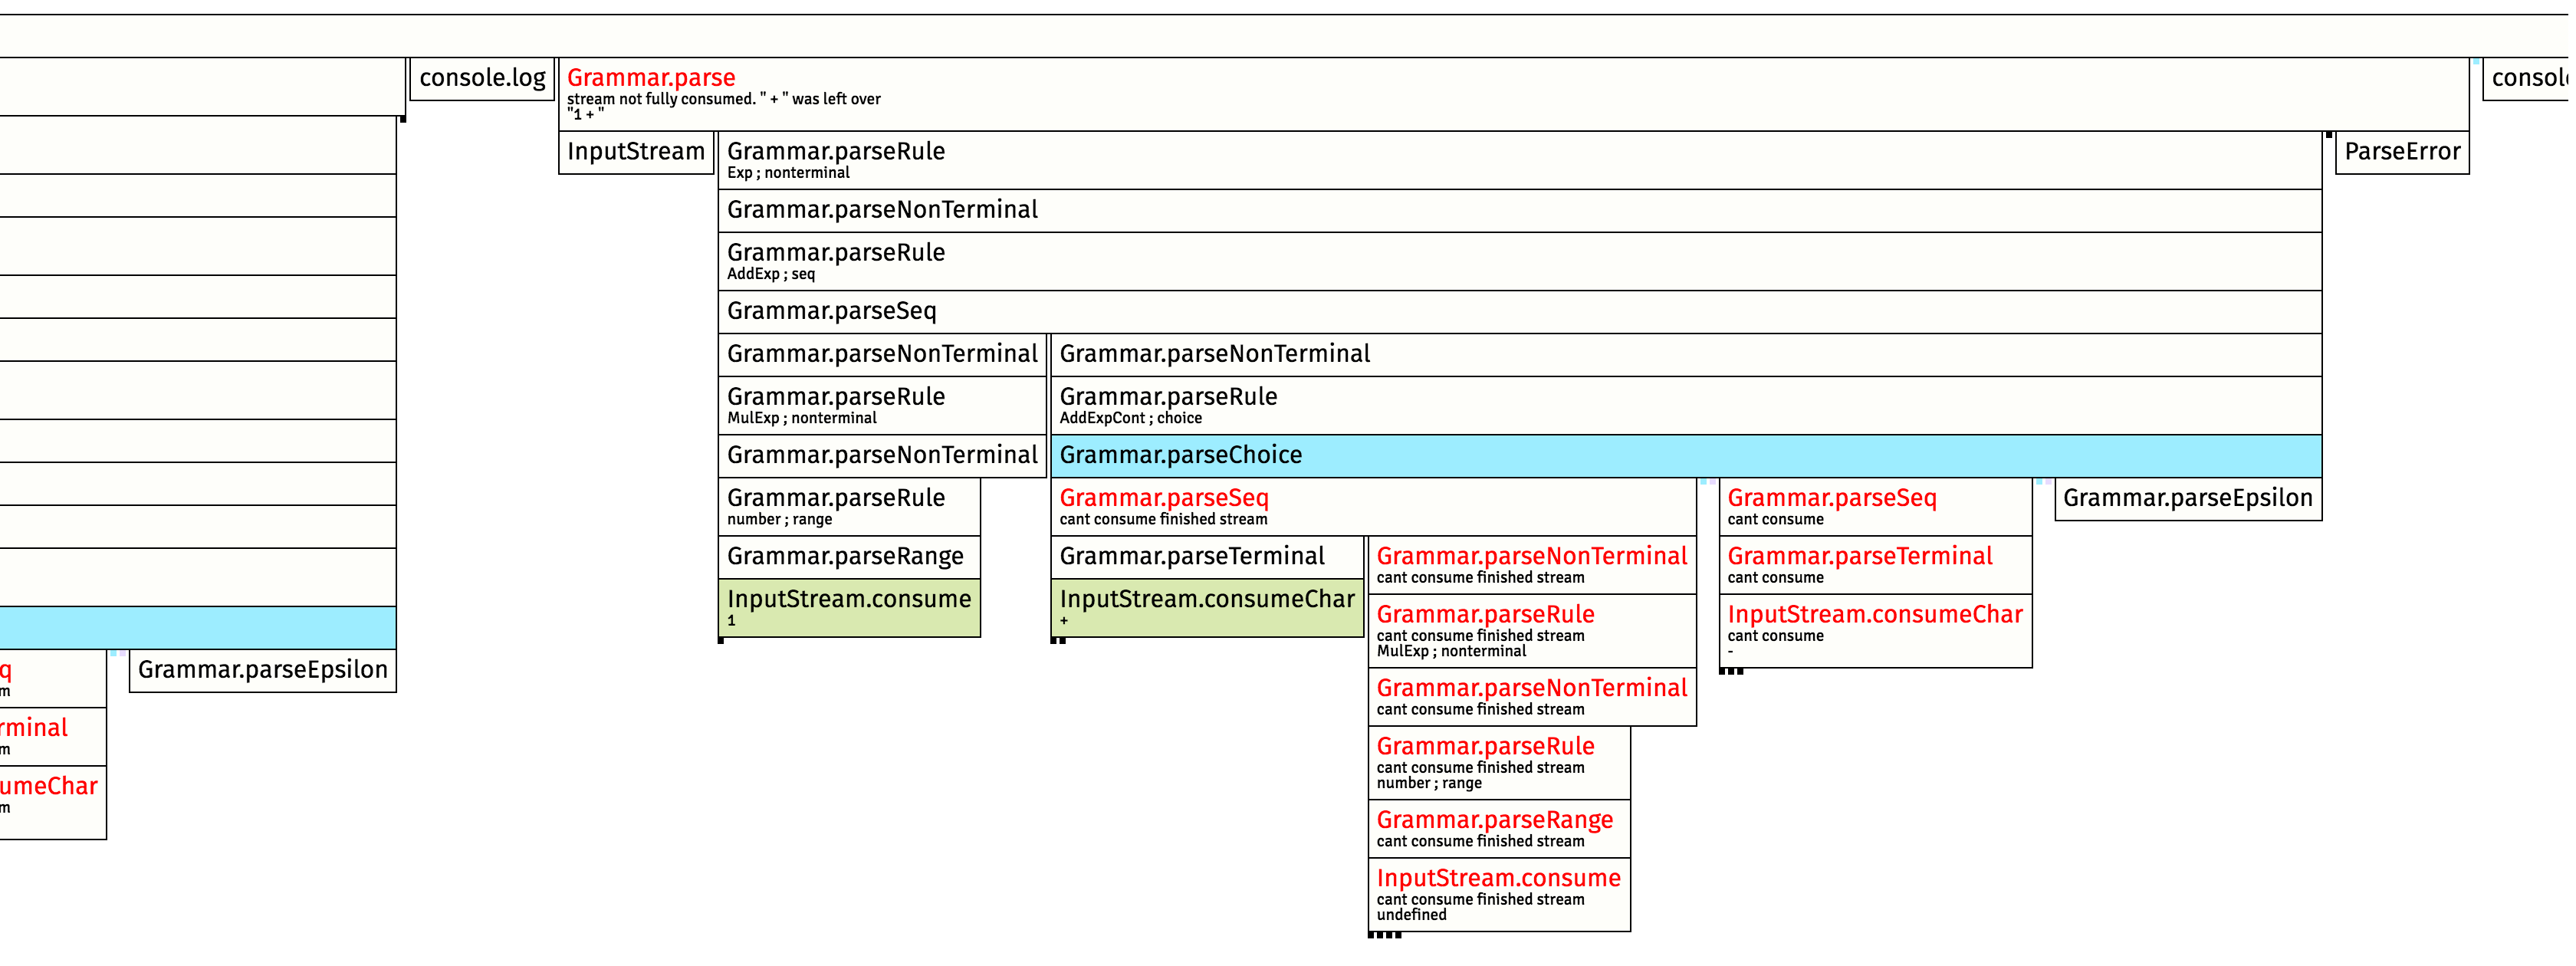 console.log
Grammar.parse
stream not fully consumed. " + " was left over
"1 + "
InputStream
Grammar.parseRule
Exp ; nonterminal
ParseError
Grammar.parseNonTerminal
Grammar.parseRule
AddExp ; seq
Grammar.parseSeq
Grammar.parseNonTerminal
Grammar.parseRule
MulExp ; nonterminal
Grammar.parseNonTerminal
Grammar.parseRule
number ; range
Grammar.parseRange
InputStream.consume
1
Grammar.parseNonTerminal
Grammar.parseRule
AddExpCont ; choice
Grammar.parseChoice
Grammar.parseSeq
cant consume finished stream
Grammar.parseTerminal
InputStream.consumeChar
+
Grammar.parseNonTerminal
cant consume finished stream
Grammar.parseRule
cant consume finished stream
MulExp ; nonterminal
Grammar.parseNonTerminal
cant consume finished stream
Grammar.parseRule
cant consume finished stream
number ; range
Grammar.parseRange
cant consume finished stream
InputStream.consume
cant consume finished stream
undefined
Grammar.parseSeq
cant consume
Grammar.parseTerminal
cant consume
InputStream.consumeChar
cant consume
-
Grammar.parseEpsilon
consol
q
m
rminal
m
umeChar
m
Grammar.parseEpsilon